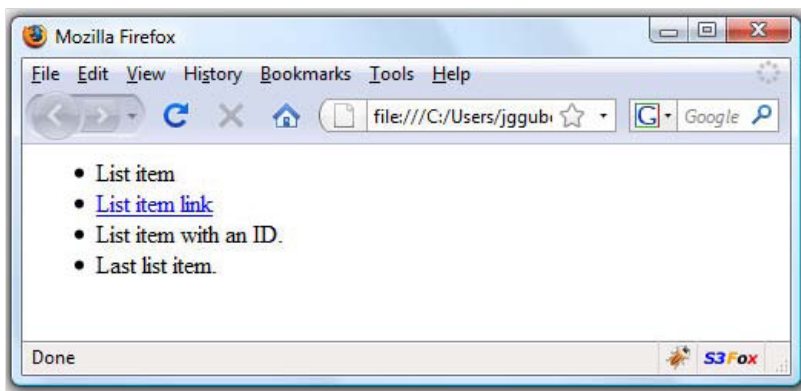 Mozilla Firefox
File Edit View History Bookmarks Tools Help
file:///C:/Users/jggub G Google
List item
List item link
List item with an ID.
Last list item.
Done S3Fox